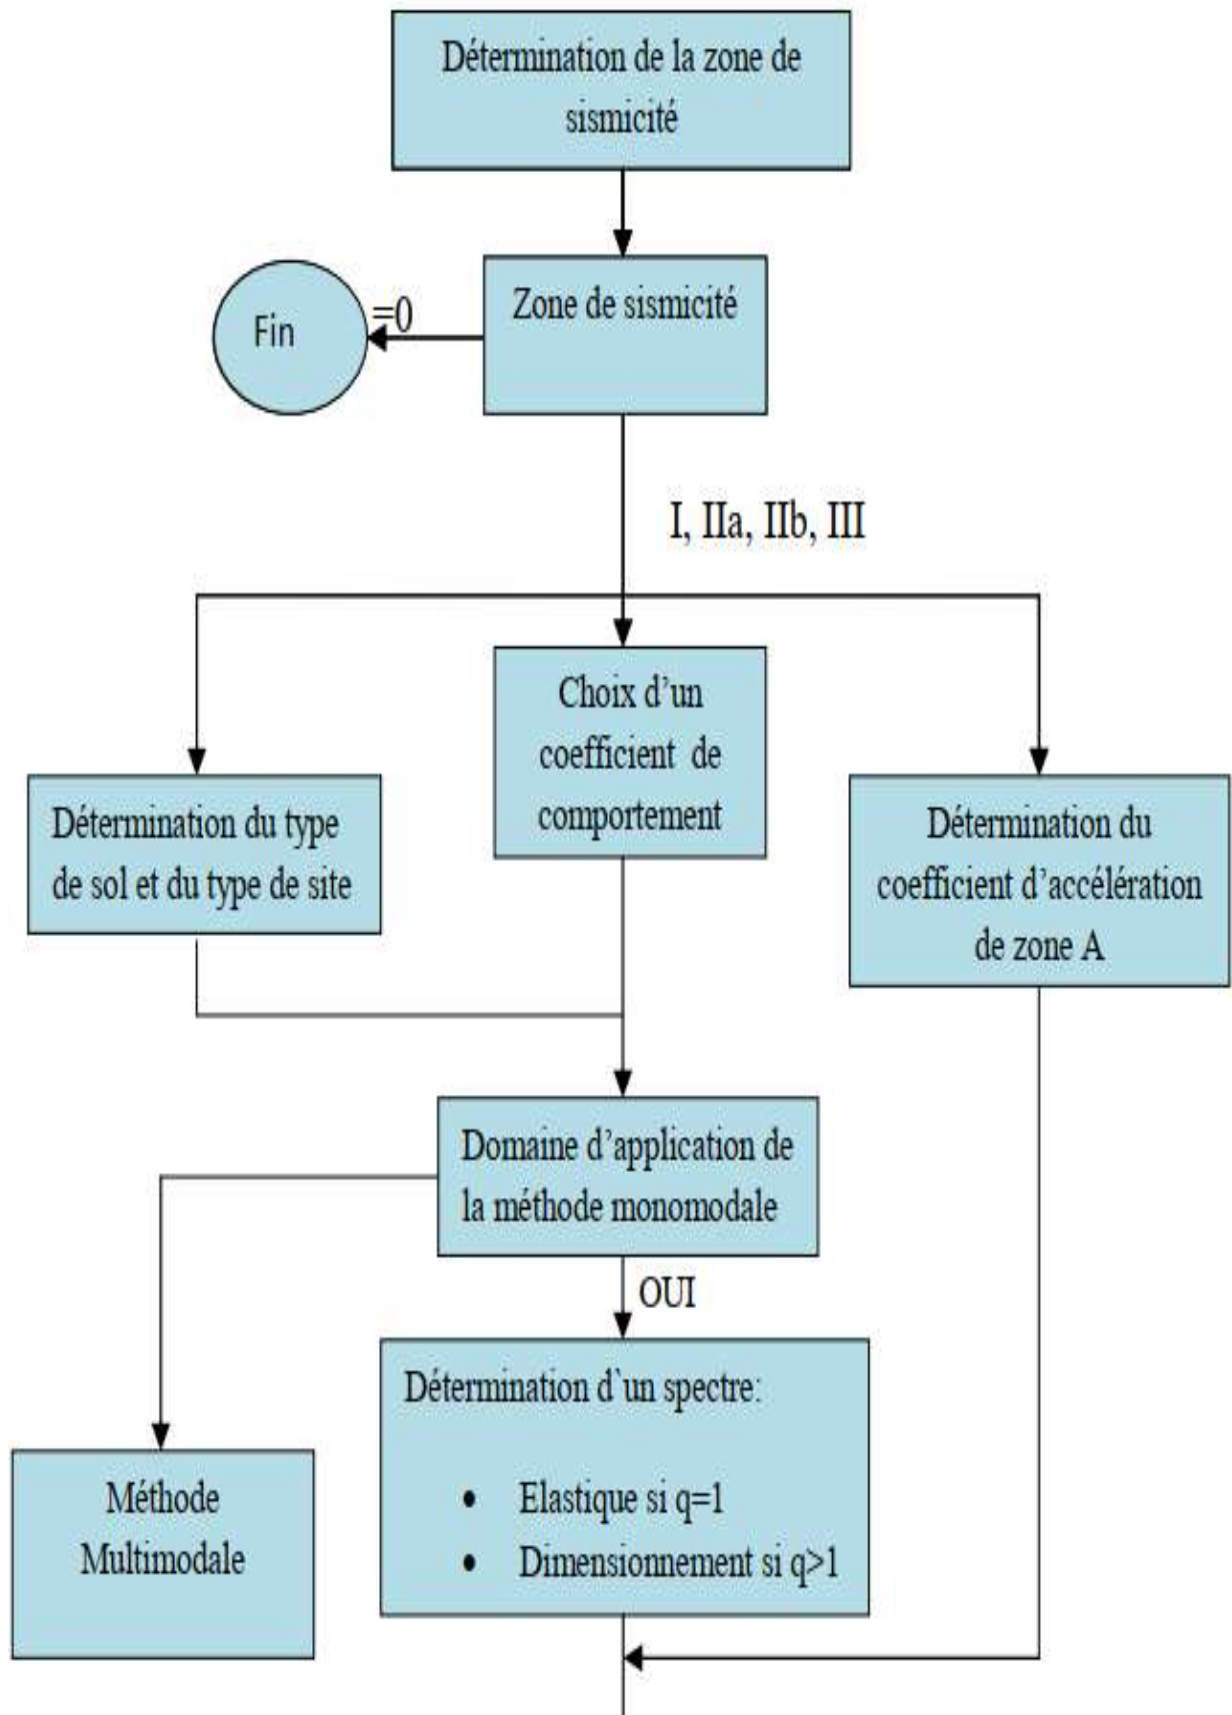 Détermination de la zone de
sismicité
Zone de sismicité
=0
Fin
I, IIa, IIb, III
Choix d’un
coefficient de
comportement
Détermination du type
de sol et du type de site
Détermination du
coefficient d’accélération
de zone A
Domaine d’application de
la méthode monomodale
OUI
Détermination d`un spectre:
• Elastique si q=1
• Dimensionnement si q>1
Méthode
Multimodale